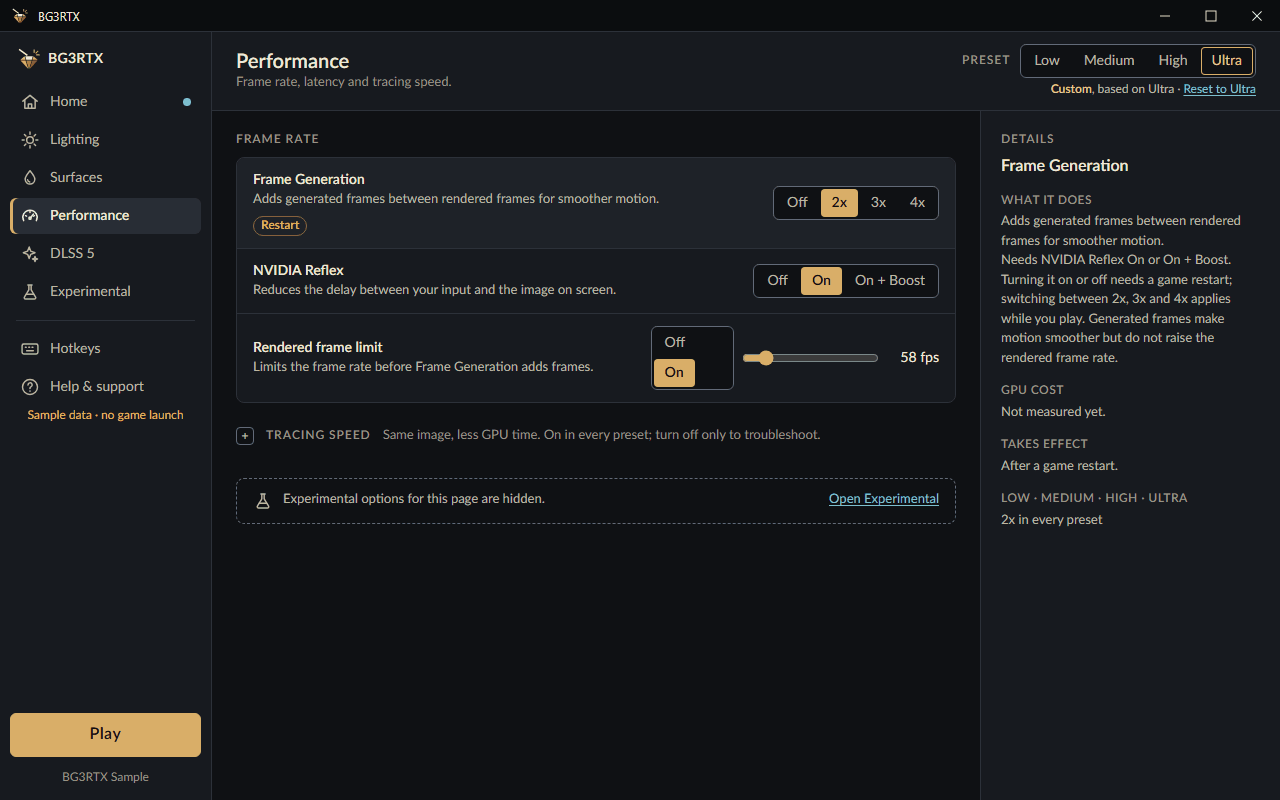 BG3RTX
BG3RTX
Home
Lighting
Surfaces
Performance
DLSS 5
Experimental
Hotkeys
Help & support
Sample data · no game launch
Play
BG3RTX Sample
Performance
Frame rate, latency and tracing speed.
PRESET Low Medium High Ultra
Custom, based on Ultra · Reset to Ultra
FRAME RATE
Frame Generation
Adds generated frames between rendered frames for smoother motion.
Restart
Off 2x 3x 4x
NVIDIA Reflex
Reduces the delay between your input and the image on screen.
Off On On + Boost
Rendered frame limit
Limits the frame rate before Frame Generation adds frames.
Off
On
58 fps
TRACING SPEED Same image, less GPU time. On in every preset; turn off only to troubleshoot.
Experimental options for this page are hidden. Open Experimental
DETAILS
Frame Generation
WHAT IT DOES
Adds generated frames between rendered
frames for smoother motion.
Needs NVIDIA Reflex On or On + Boost.
Turning it on or off needs a game restart;
switching between 2x, 3x and 4x applies
while you play. Generated frames make
motion smoother but do not raise the
rendered frame rate.
GPU COST
Not measured yet.
TAKES EFFECT
After a game restart.
LOW · MEDIUM · HIGH · ULTRA
2x in every preset